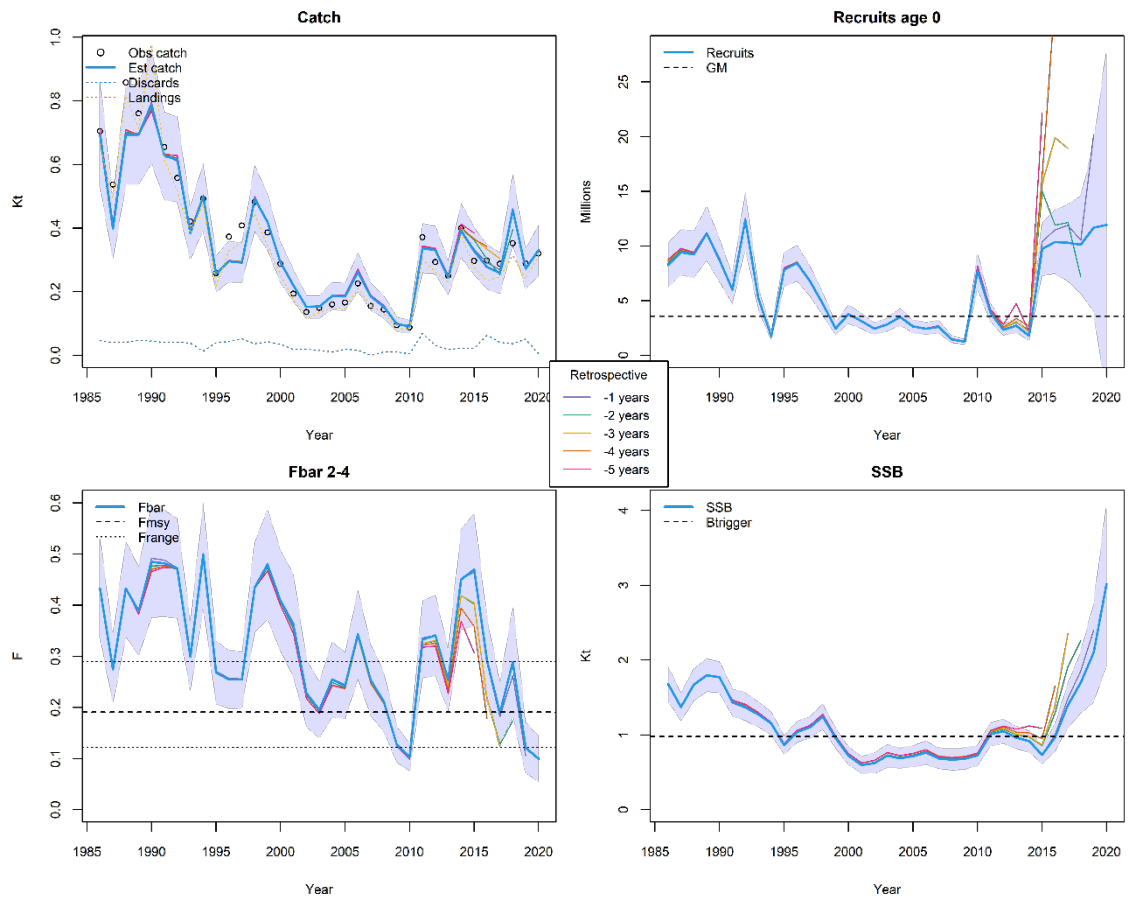 Catch
Kt
1.0
0.8
0.6
0.4
0.2
0.0
Obs catch
Est catch
Discards
Landings
1985 1990 1995 2000 2005 2010 2015 2020
Year
Recruits age 0
Millions
25
20
15
10
5
0
Recruits
GM
1990 1995 2000 2005 2010 2015 2020
Year
Retrospective
-1 years
-2 years
-3 years
-4 years
-5 years
Fbar 2-4
F
0.6
0.5
0.4
0.3
0.2
0.1
0.0
Fbar
Fmsy
Frange
1985 1990 1995 2000 2005 2010 2015 2020
Year
SSB
Kt
4
3
2
1
0
SSB
Btrigger
1985 1990 1995 2000 2005 2010 2015 2020
Year